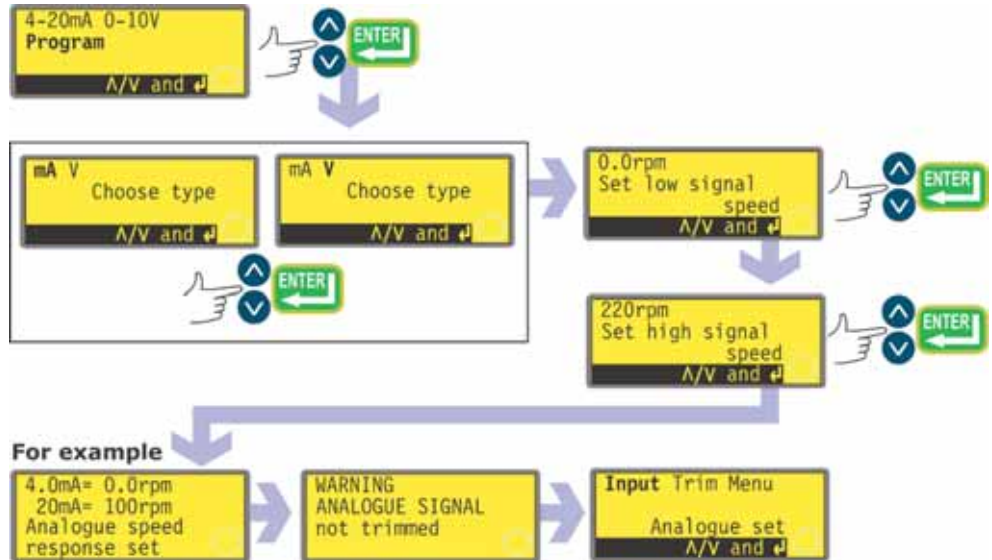 4-20mA 0-10V
Program
Λ/V and ↵
ENTER
mA V
Choose type
Λ/V and ↵
mA V
Choose type
Λ/V and ↵
ENTER
0.0rpm
Set low signal
speed
Λ/V and ↵
ENTER
220rpm
Set high signal
speed
Λ/V and ↵
ENTER
For example
4.0mA= 0.0rpm
20mA= 100rpm
Analogue speed
response set
WARNING
ANALOGUE SIGNAL
not trimmed
Input Trim Menu
Analogue set
Λ/V and ↵